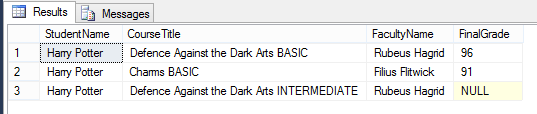 Results Messages
StudentName CourseTitle FacultyName FinalGrade
1 Harry Potter Defence Against the Dark Arts BASIC Rubeus Hagrid 96
2 Harry Potter Charms BASIC Filius Flitwick 91
3 Harry Potter Defence Against the Dark Arts INTERMEDIATE Rubeus Hagrid NULL